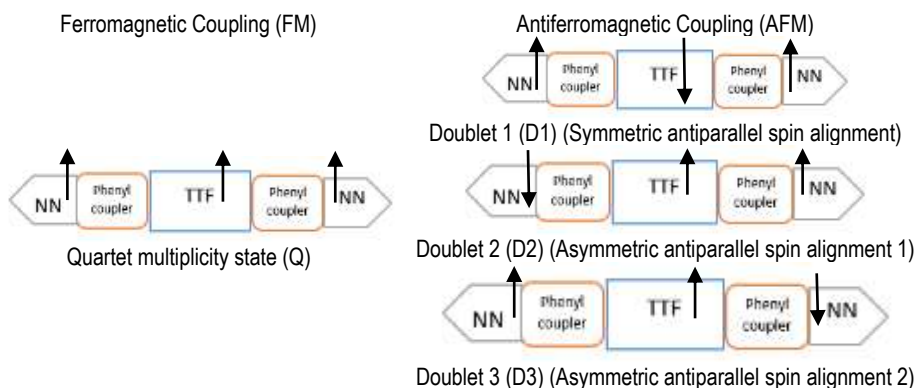 Ferromagnetic Coupling (FM)
NN
Phenyl
coupler
TTF
Phenyl
coupler
NN
Quartet multiplicity state (Q)
Antiferromagnetic Coupling (AFM)
NN
Phenyl
coupler
TTF
Phenyl
coupler
NN
Doublet 1 (D1) (Symmetric antiparallel spin alignment)
NN
Phenyl
coupler
TTF
Phenyl
coupler
NN
Doublet 2 (D2) (Asymmetric antiparallel spin alignment 1)
NN
Phenyl
coupler
TTF
Phenyl
coupler
NN
Doublet 3 (D3) (Asymmetric antiparallel spin alignment 2)